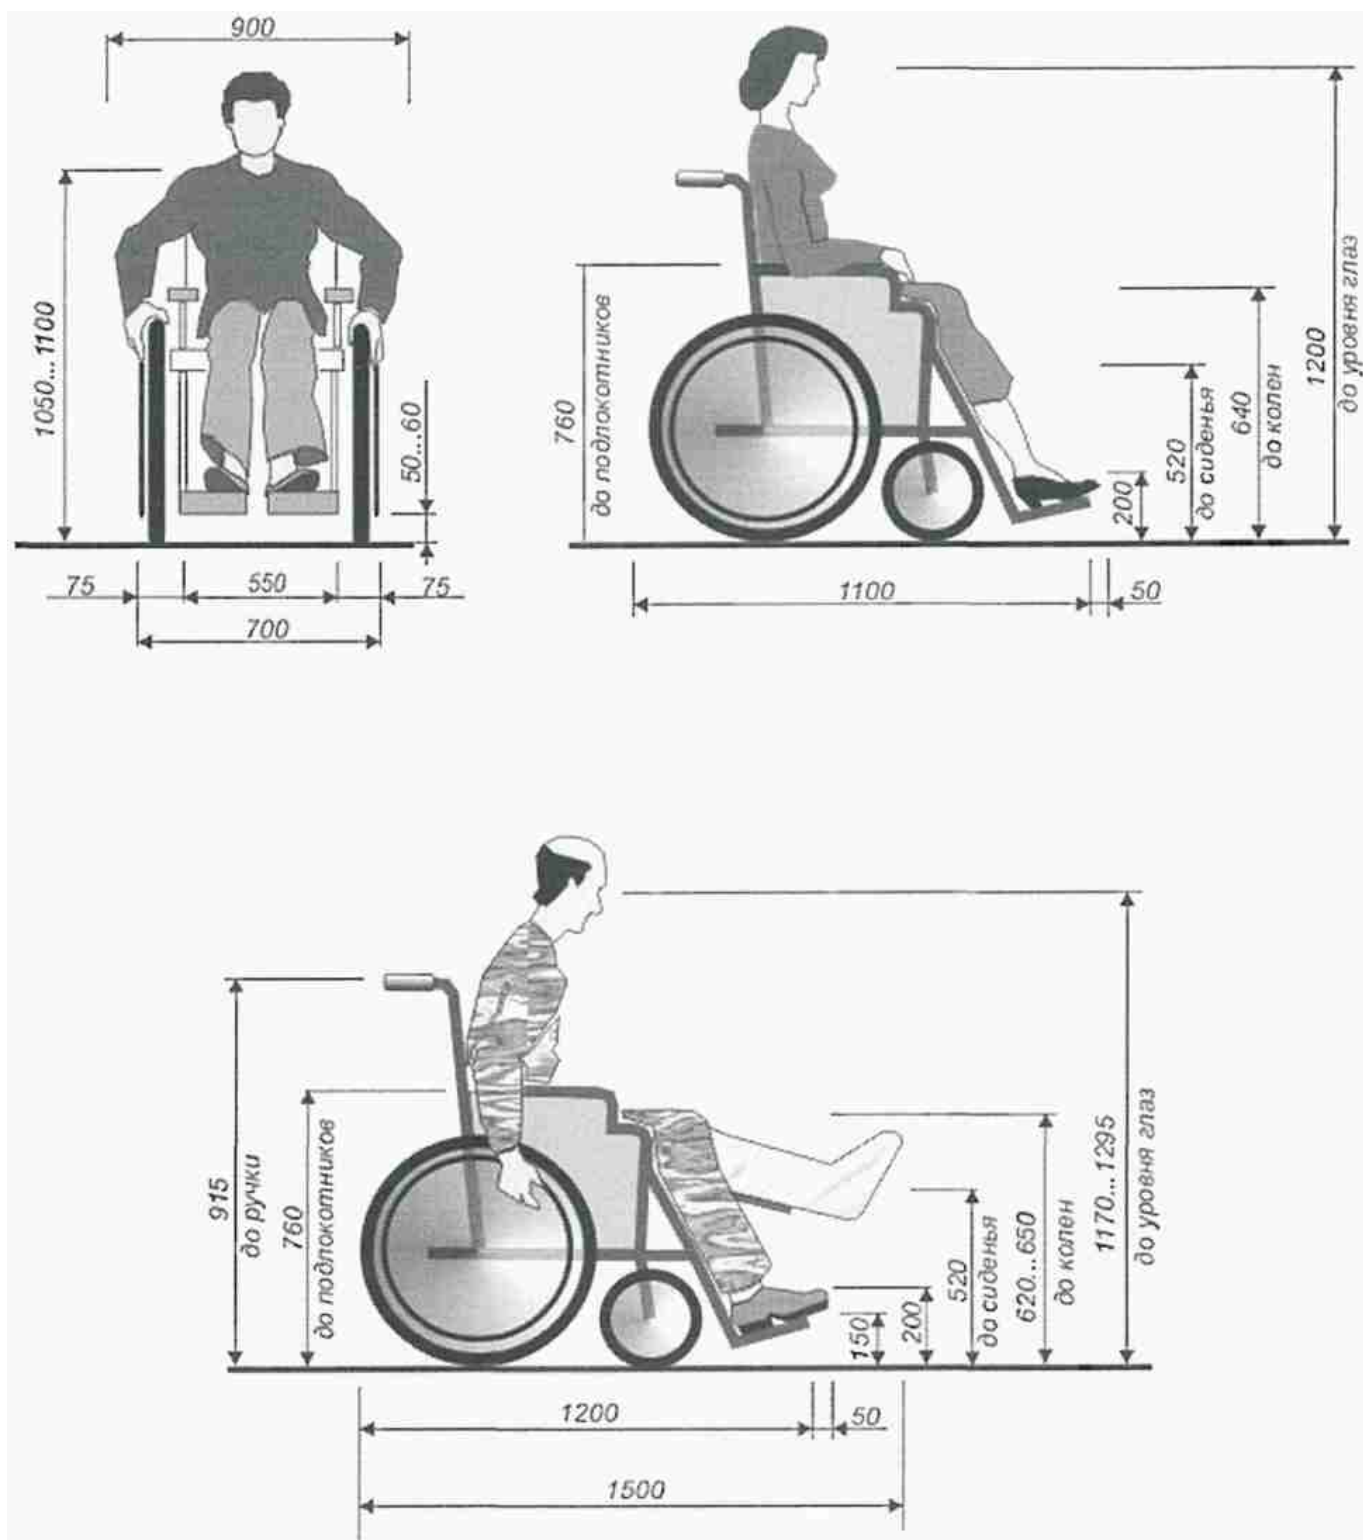 900
1050...1100
50...60
75
550
75
700
760
до подлокотников
200
520
до сиденья
640
до колен
1200
до уровня глаз
1100
50
915
до ручки
760
до подлокотников
150
200
520
до сиденья
620...650
до колен
1170...1295
до уровня глаз
1200
50
1500